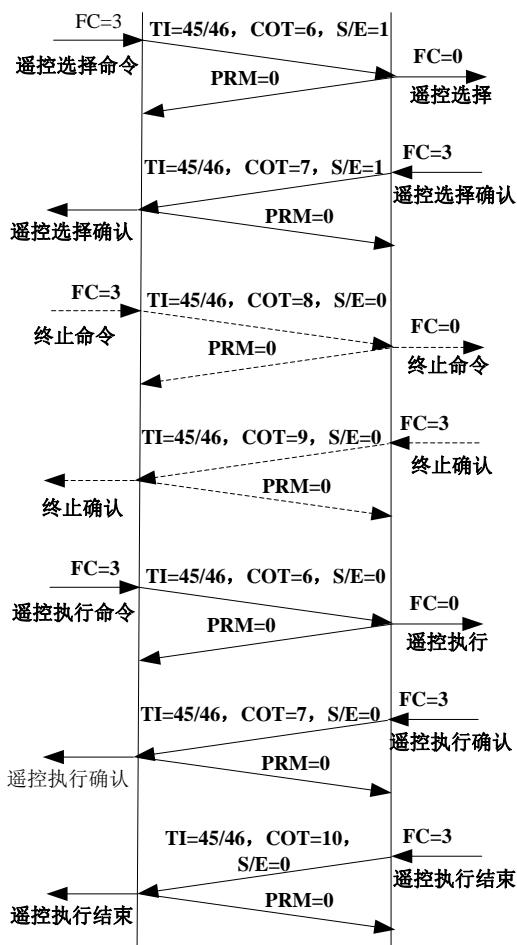 FC=3
TI=45/46，COT=6，S/E=1
遥控选择命令
FC=0
PRM=0
遥控选择
FC=3
TI=45/46，COT=7，S/E=1
遥控选择确认
PRM=0
遥控选择确认
FC=3
TI=45/46，COT=8，S/E=0
终止命令
FC=0
PRM=0
终止命令
FC=3
TI=45/46，COT=9，S/E=0
终止确认
PRM=0
终止确认
FC=3
TI=45/46，COT=6，S/E=0
遥控执行命令
FC=0
PRM=0
遥控执行
FC=3
TI=45/46，COT=7，S/E=0
遥控执行确认
PRM=0
遥控执行确认
TI=45/46，COT=10，
S/E=0
FC=3
遥控执行结束
PRM=0
遥控执行结束